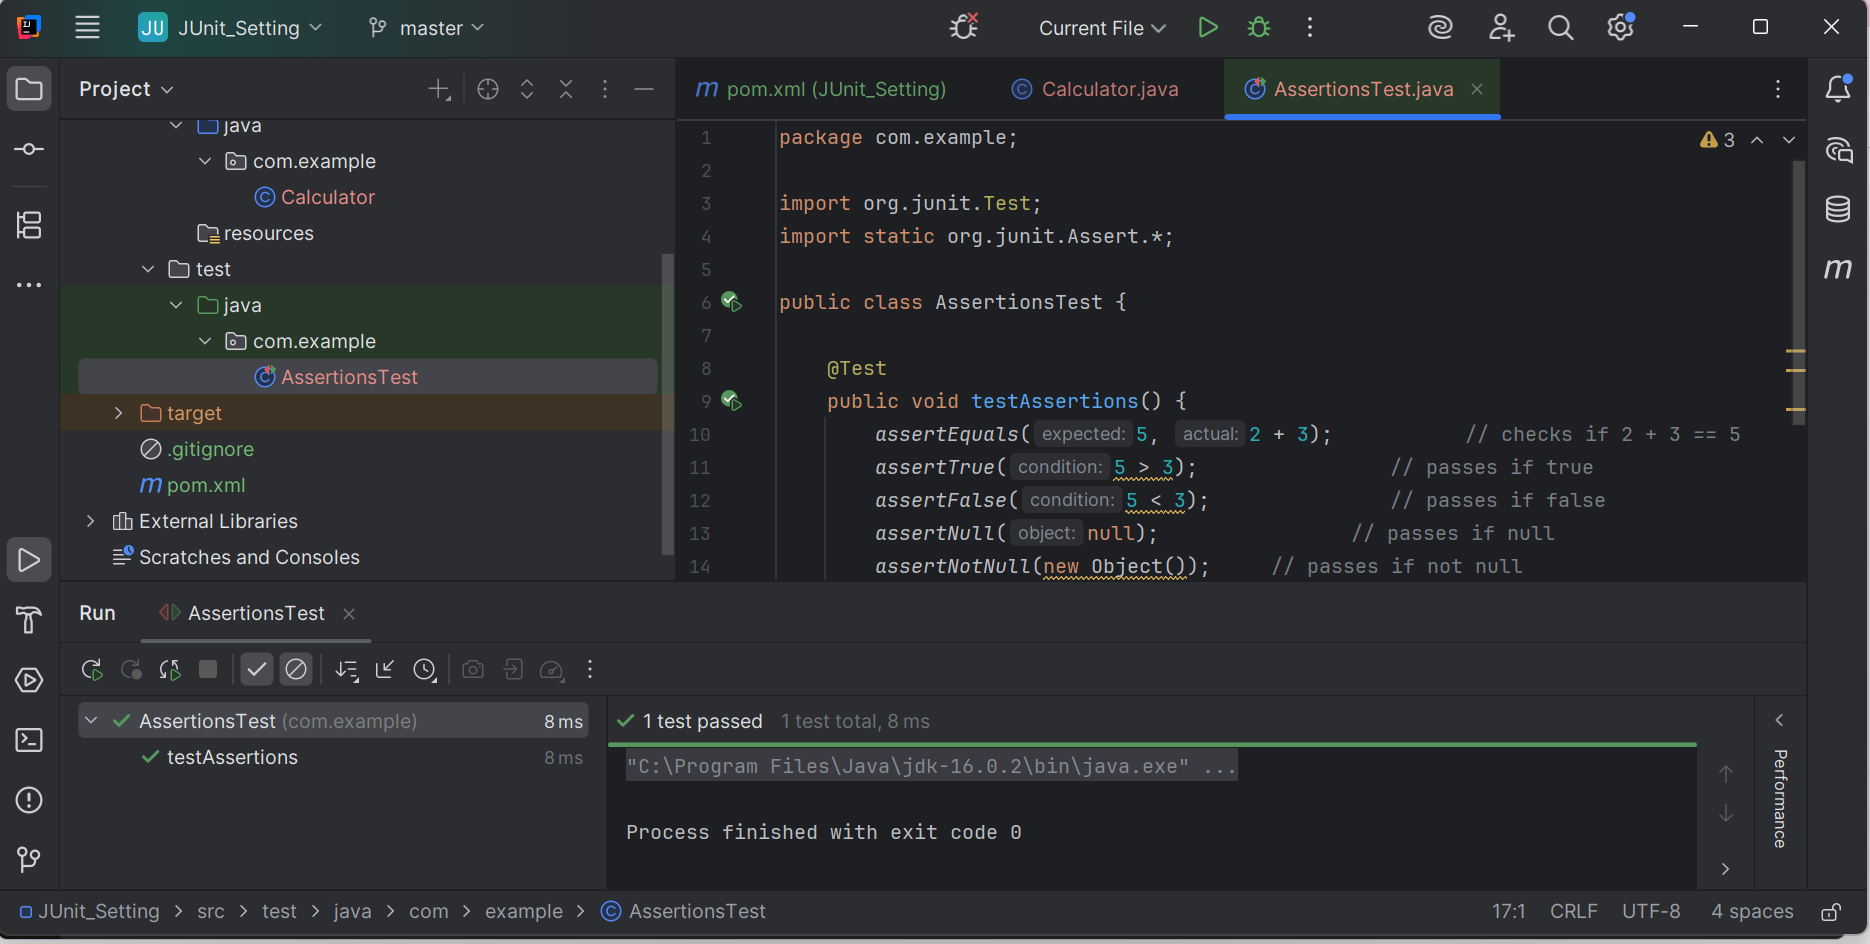 JU JUnit_Setting master Current File
Project
java
com.example
Calculator
resources
test
java
com.example
AssertionsTest
target
.gitignore
m pom.xml
External Libraries
Scratches and Consoles
m pom.xml (JUnit_Setting) Calculator.java AssertionsTest.java
3
1 package com.example;
2
3 import org.junit.Test;
4 import static org.junit.Assert.*;
5
6 public class AssertionsTest {
7
8 @Test
9 public void testAssertions() {
10 assertEquals( expected: 5, actual: 2 + 3); // checks if 2 + 3 == 5
11 assertTrue( condition: 5 > 3); // passes if true
12 assertFalse( condition: 5 < 3); // passes if false
13 assertNull( object: null); // passes if null
14 assertNotNull(new Object()); // passes if not null
m
Run AssertionsTest
AssertionsTest (com.example) 8 ms
testAssertions 8 ms
1 test passed 1 test total, 8 ms
"C:\Program Files\Java\jdk-16.0.2\bin\java.exe" ...
Process finished with exit code 0
Performance
JUnit_Setting > src > test > java > com > example > AssertionsTest 17:1 CRLF UTF-8 4 spaces